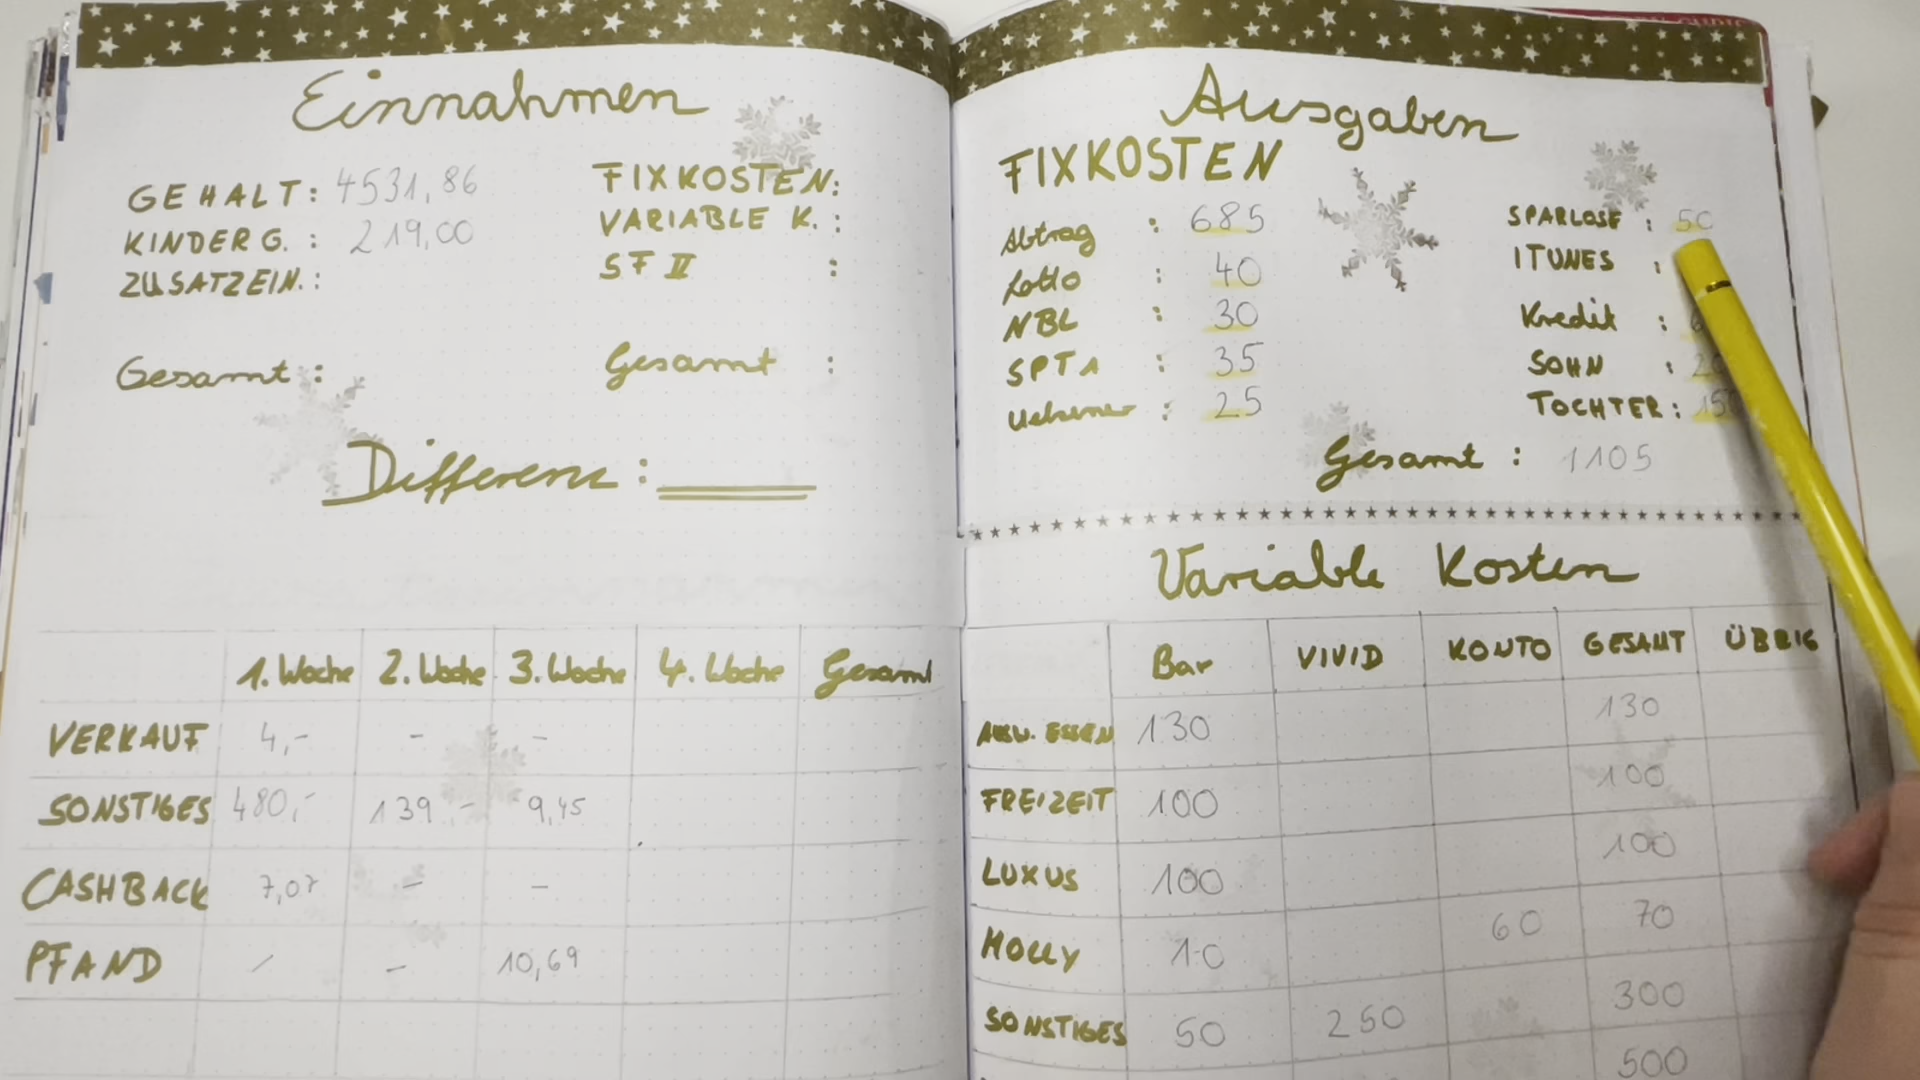 Einnahmen
GEHALT: 4531,86
KINDERG. : 219,00
ZUSATZEIN.:
Gesamt :
FIXKOSTEN:
VARIABLE K. :
SF II :
Gesamt :
Differenz :
1. Woche 2. Woche 3. Woche 4. Woche Gesamt
VERKAUF 4,- - -
SONSTIGES 480,- 139,- 9,45
CASHBACK 7,07 - -
PFAND - - 10,69
Ausgaben
FIXKOSTEN
Abtrag : 685
Lotto : 40
NBL : 30
SPTA : 35
: 25
SPARLOSE : 50
ITUNES :
Kredit :
SOHN :
TOCHTER : 150
Gesamt : 1105
Variable Kosten
Bar VIVID KONTO GESAMT ÜBRIG
AUSW. ESSEN 130 130
FREIZEIT 100 100
LUXUS 100 100
HOLLY 10 60 70
SONSTIGES 50 250 300
500